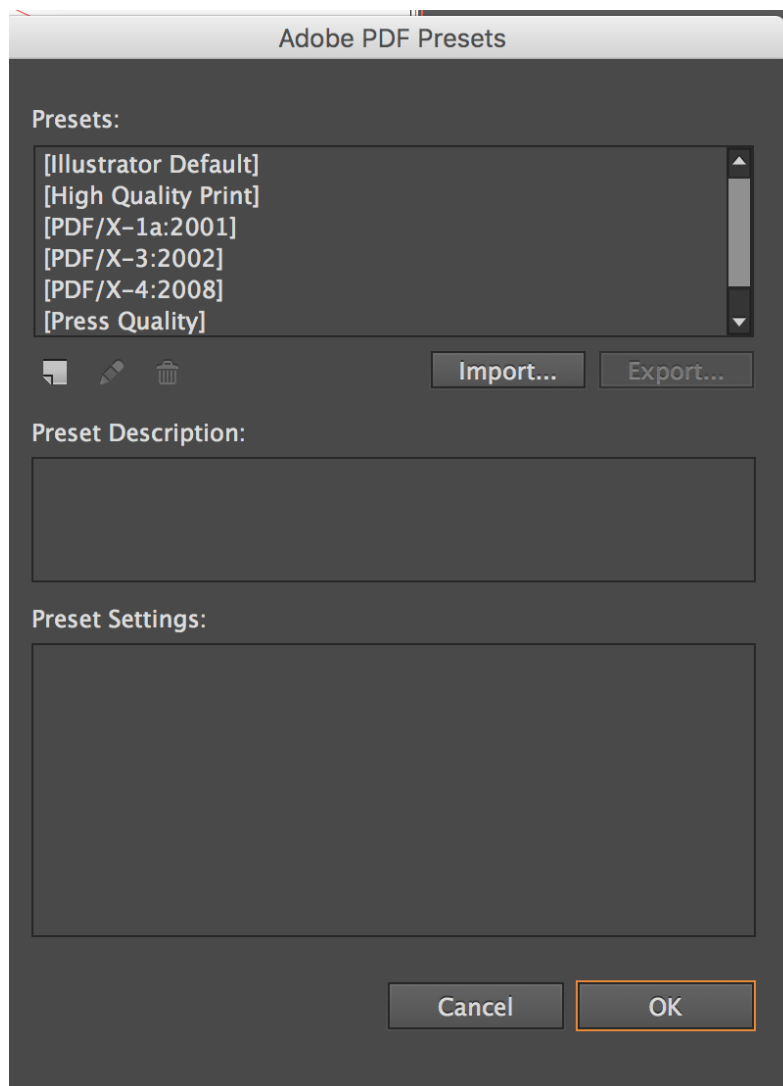 Adobe PDF Presets
Presets:
[Illustrator Default]
[High Quality Print]
[PDF/X-1a:2001]
[PDF/X-3:2002]
[PDF/X-4:2008]
[Press Quality]
Import...
Export...
Preset Description:
Preset Settings:
Cancel
OK